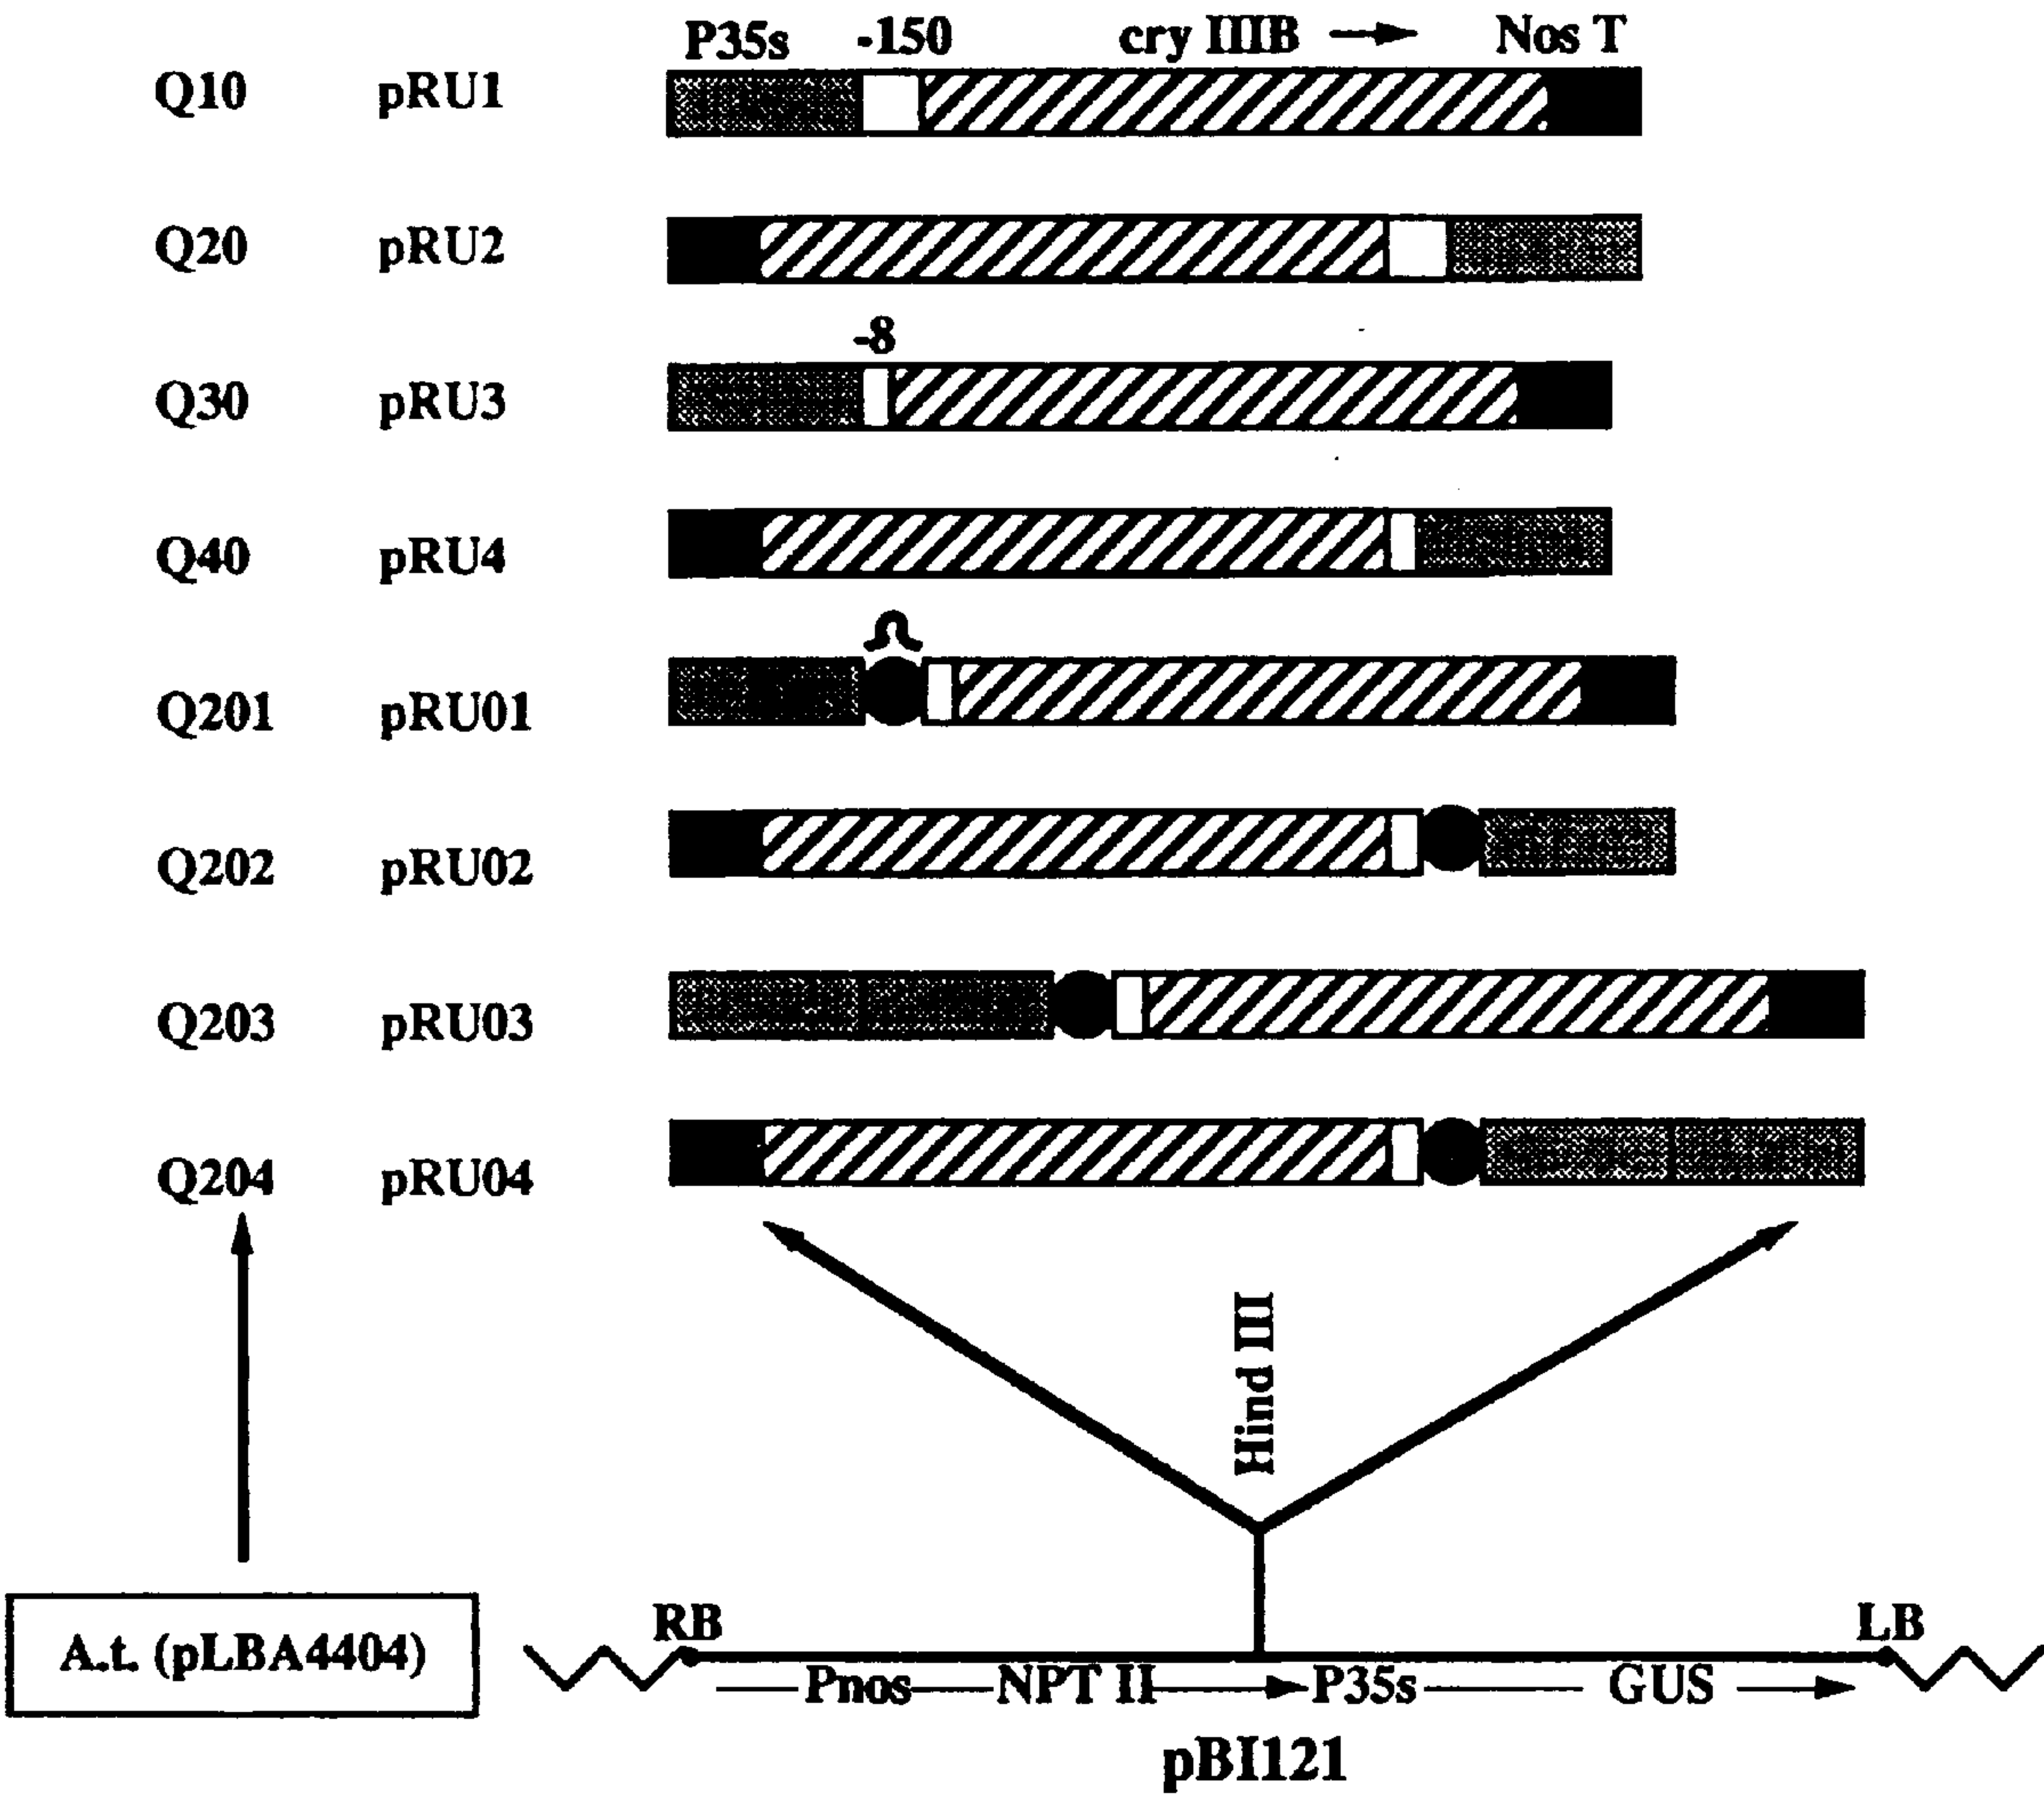 P35s -150 cry IIIB → Nos T
Q10 pRU1
Q20 pRU2
-8
Q30 pRU3
Q40 pRU4
Ω
Q201 pRU01
Q202 pRU02
Q203 pRU03
Q204 pRU04
Hind III
RB LB
A.t. (pLBA4404)
Pnos NPT II → P35s GUS →
pBI121